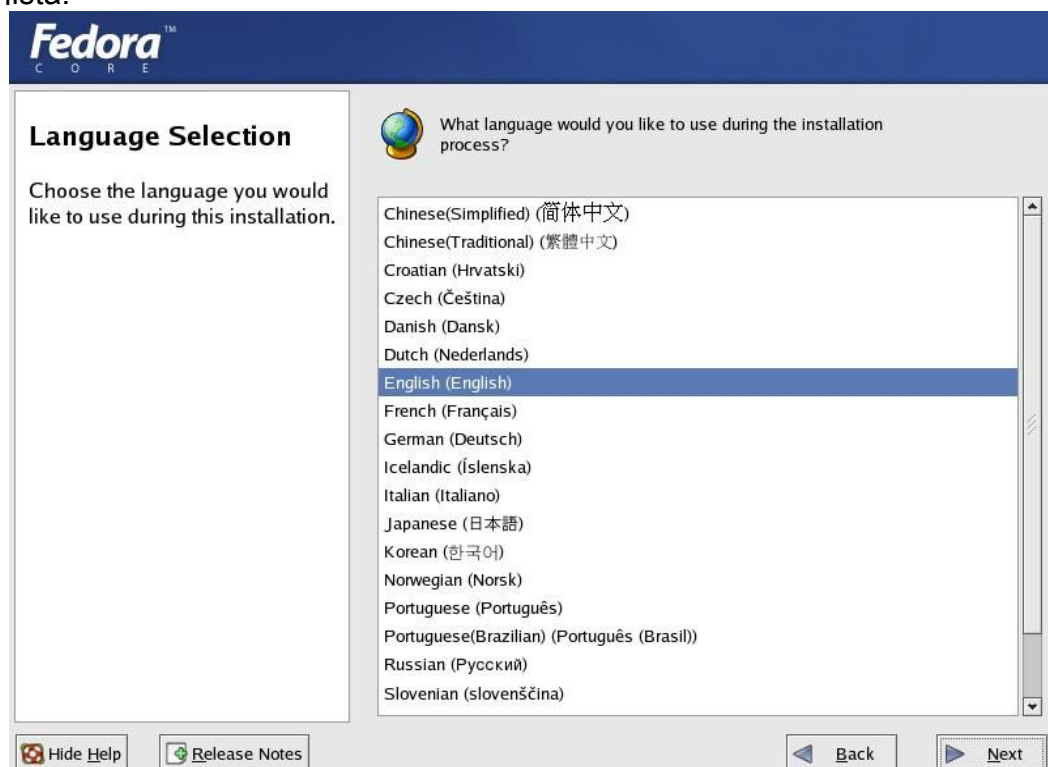 lista.
Fedora™
CORE
Language Selection
Choose the language you would
like to use during this installation.
What language would you like to use during the installation
process?
Chinese(Simplified) (简体中文)
Chinese(Traditional) (繁體中文)
Croatian (Hrvatski)
Czech (Čeština)
Danish (Dansk)
Dutch (Nederlands)
English (English)
French (Français)
German (Deutsch)
Icelandic (Íslenska)
Italian (Italiano)
Japanese (日本語)
Korean (한국어)
Norwegian (Norsk)
Portuguese (Português)
Portuguese(Brazilian) (Português (Brasil))
Russian (Русский)
Slovenian (slovenščina)
Hide Help
Release Notes
Back
Next